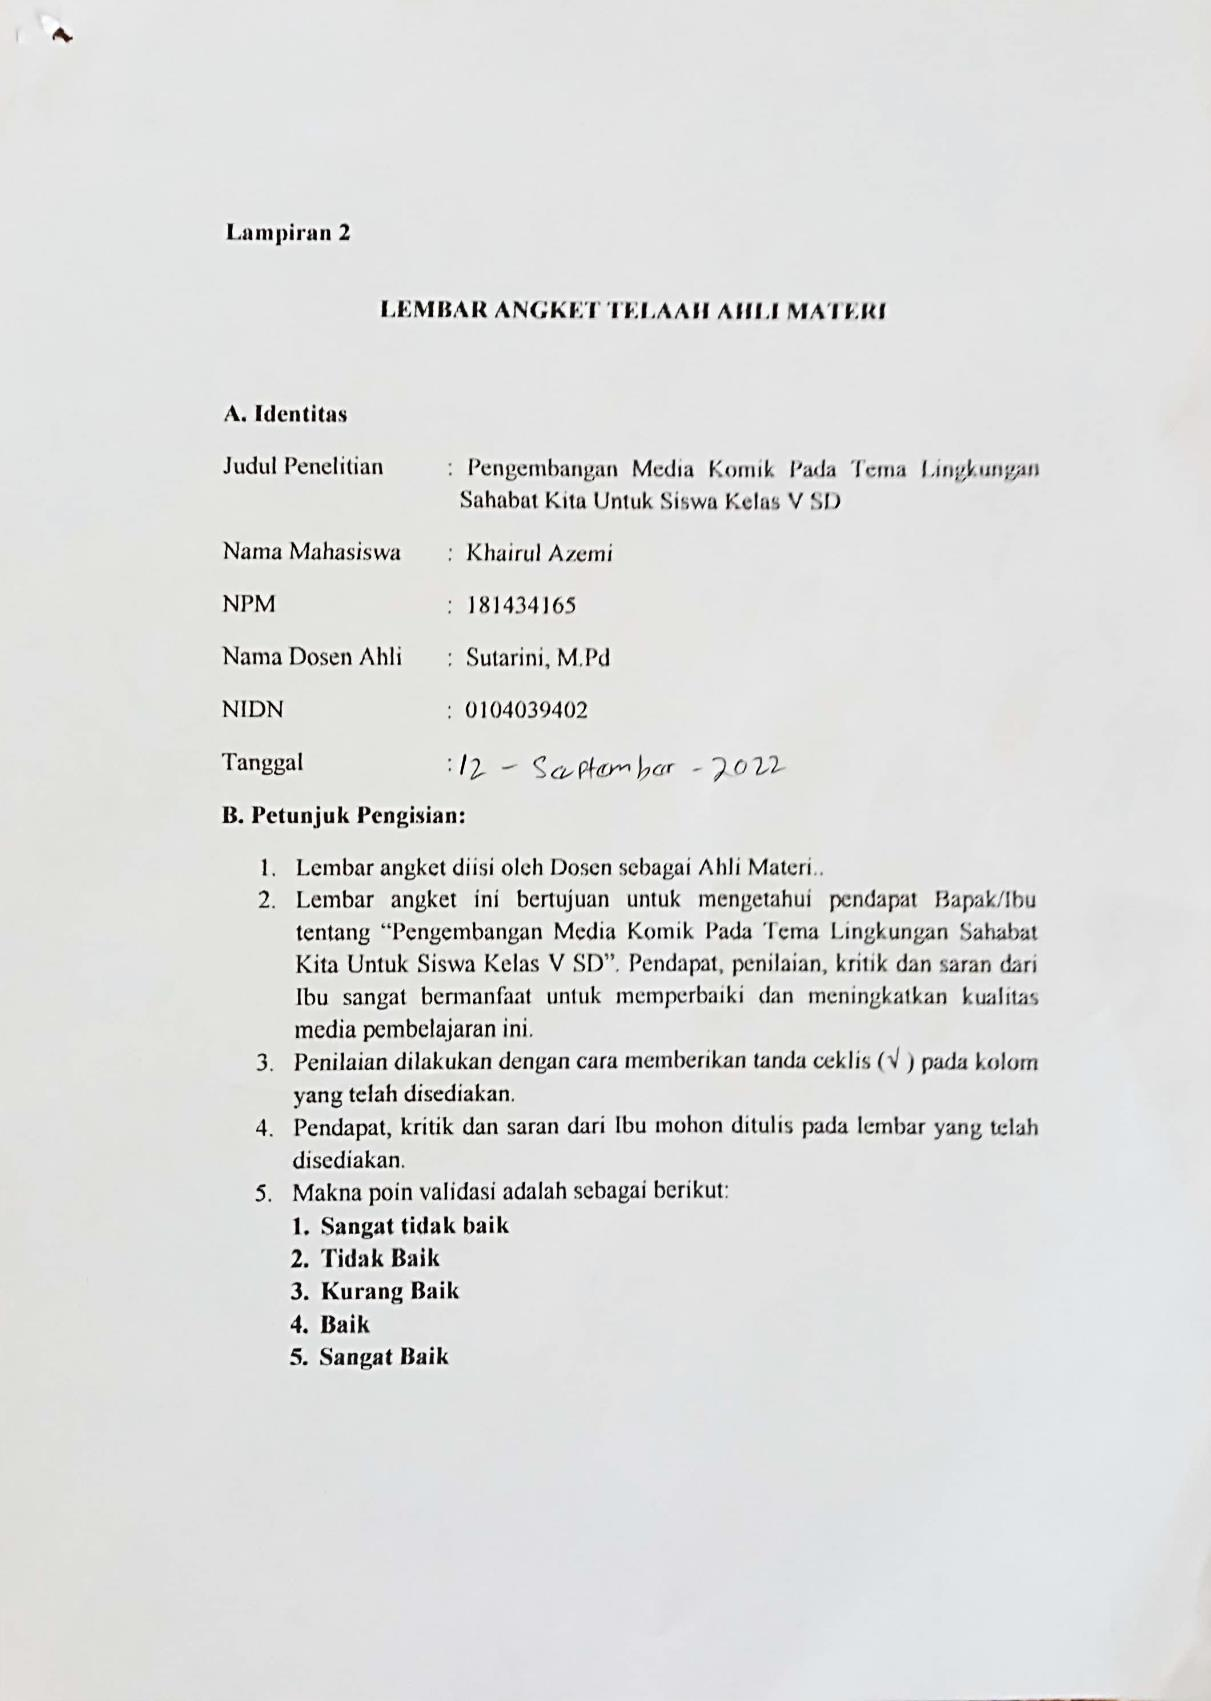 Lampiran 2
LEMBAR ANGKET TELAAH AHLI MATERI
A. Identitas
Judul Penelitian : Pengembangan Media Komik Pada Tema Lingkungan
Sahabat Kita Untuk Siswa Kelas V SD
Nama Mahasiswa : Khairul Azemi
NPM : 181434165
Nama Dosen Ahli : Sutarini, M.Pd
NIDN : 0104039402
Tanggal : 12 - September - 2022
B. Petunjuk Pengisian:
1. Lembar angket diisi oleh Dosen sebagai Ahli Materi..
2. Lembar angket ini bertujuan untuk mengetahui pendapat Bapak/Ibu
tentang “Pengembangan Media Komik Pada Tema Lingkungan Sahabat
Kita Untuk Siswa Kelas V SD”. Pendapat, penilaian, kritik dan saran dari
Ibu sangat bermanfaat untuk memperbaiki dan meningkatkan kualitas
media pembelajaran ini.
3. Penilaian dilakukan dengan cara memberikan tanda ceklis (√ ) pada kolom
yang telah disediakan.
4. Pendapat, kritik dan saran dari Ibu mohon ditulis pada lembar yang telah
disediakan.
5. Makna poin validasi adalah sebagai berikut:
1. Sangat tidak baik
2. Tidak Baik
3. Kurang Baik
4. Baik
5. Sangat Baik